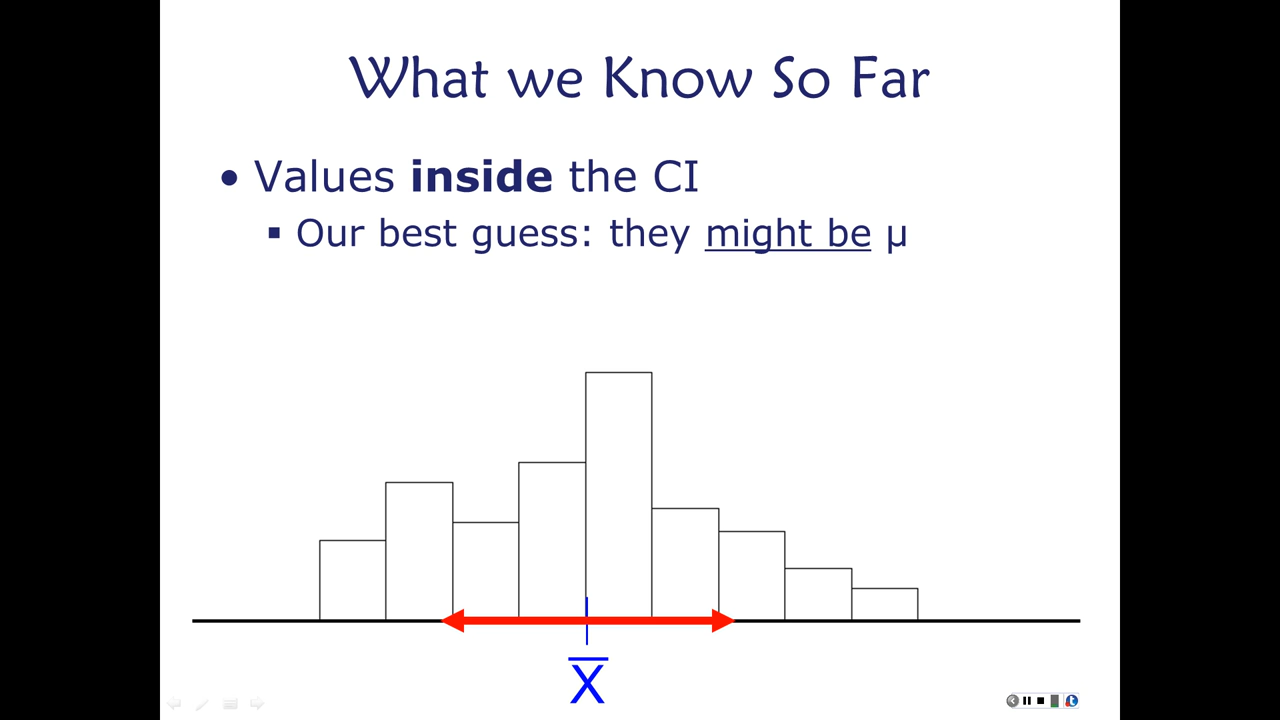 What we Know So Far
• Values inside the CI
▪ Our best guess: they might be µ
X̅